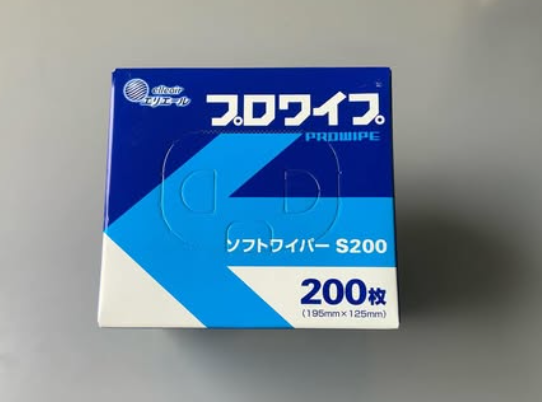 elleair
エリエール
プロワイプ
PROWIPE
ソフトワイパー S200
200枚
(195mm×125mm)